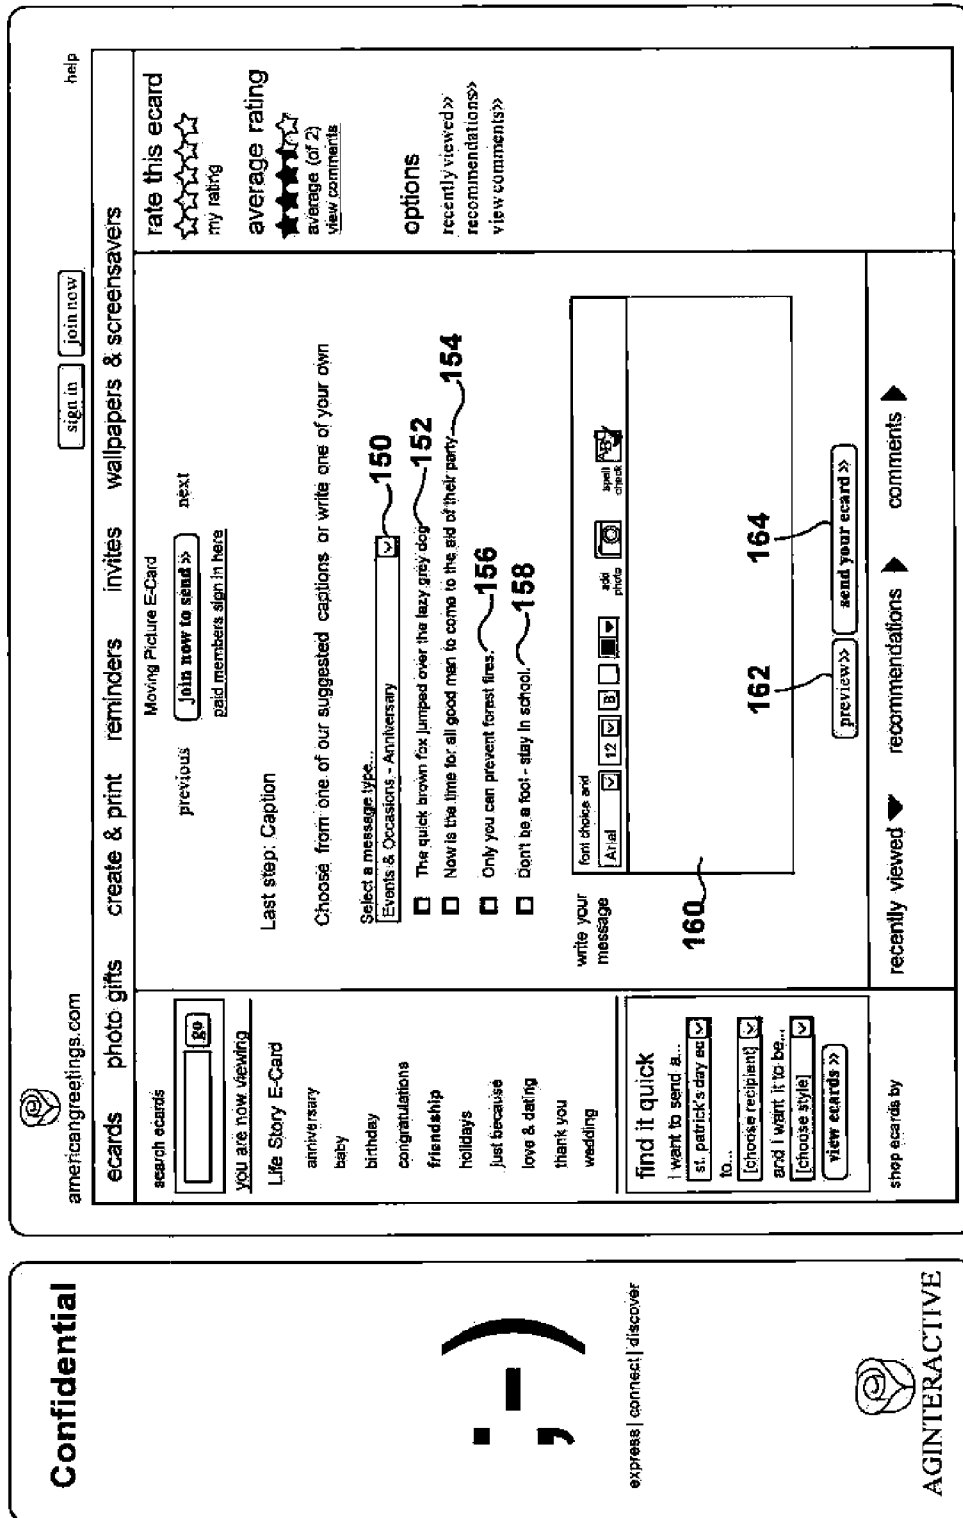 Confidential
;-)
express | connect | discover
AGINTERACTIVE
americangreetings.com
sign in
join now
help
ecards
photo gifts
create & print
reminders
invites
wallpapers & screensavers
search ecards
go
you are now viewing
Life Story E-Card
anniversary
baby
birthday
congratulations
friendship
holidays
just because
love & dating
thank you
wedding
find it quick
I want to send a...
st. patrick's day ec
to...
[choose recipient]
and I want it to be...
[choose style]
view ecards »
shop ecards by
Moving Picture E-Card
previous
join now to send »
next
paid members sign in here
Last step: Caption
Choose from one of our suggested captions or write one of your own
Select a message type...
Events & Occasions - Anniversary
150
The quick brown fox jumped over the lazy grey dog
152
Now is the time for all good man to come to the aid of their party
154
Only you can prevent forest fires.
156
Don't be a fool - stay in school.
158
write your
message
font choice and
Arial
12
B
add
photo
spell
check
AB
160
162
164
preview»
send your ecard »
recently viewed
recommendations
comments
rate this ecard
my rating
average rating
average (of 2)
view comments
options
recently viewed»
recommendations»
view comments»